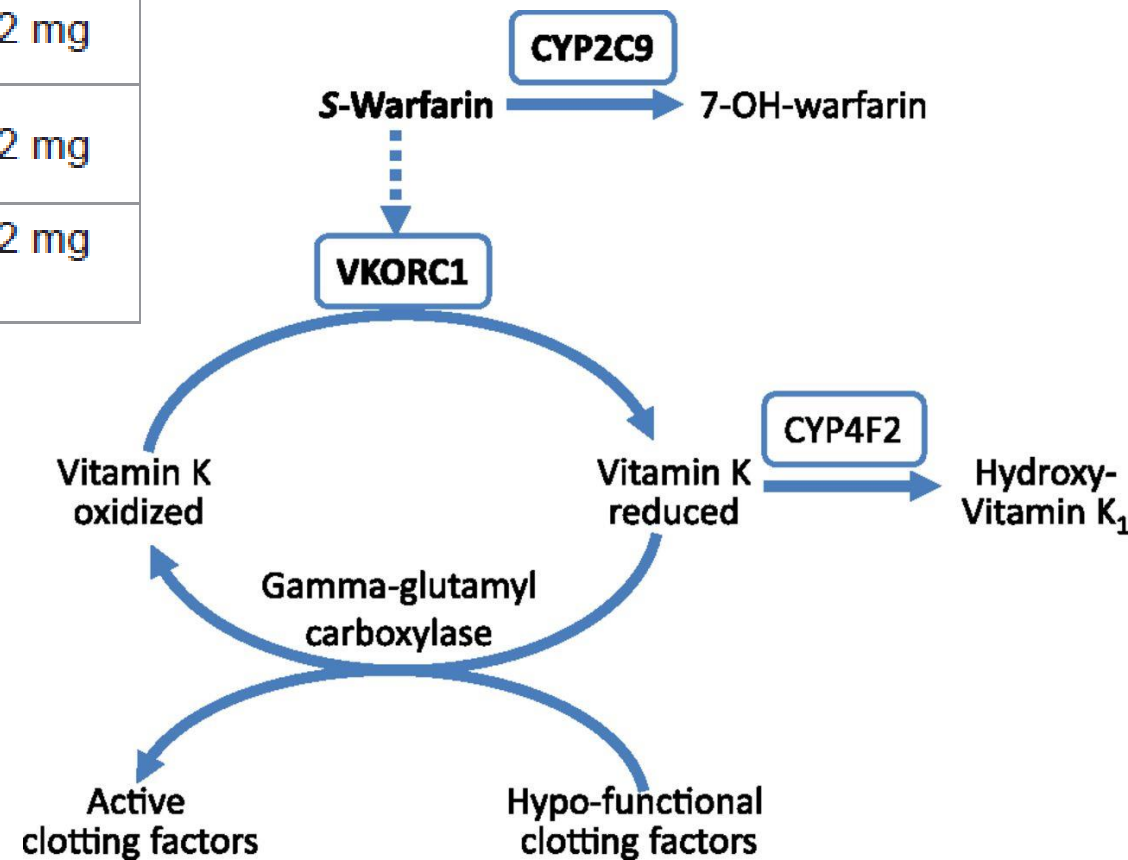 2 mg
2 mg
2 mg
CYP2C9
S-Warfarin
7-OH-warfarin
VKORC1
CYP4F2
Vitamin K
oxidized
Vitamin K
reduced
Hydroxy-
Vitamin K1
Gamma-glutamyl
carboxylase
Active
clotting factors
Hypo-functional
clotting factors